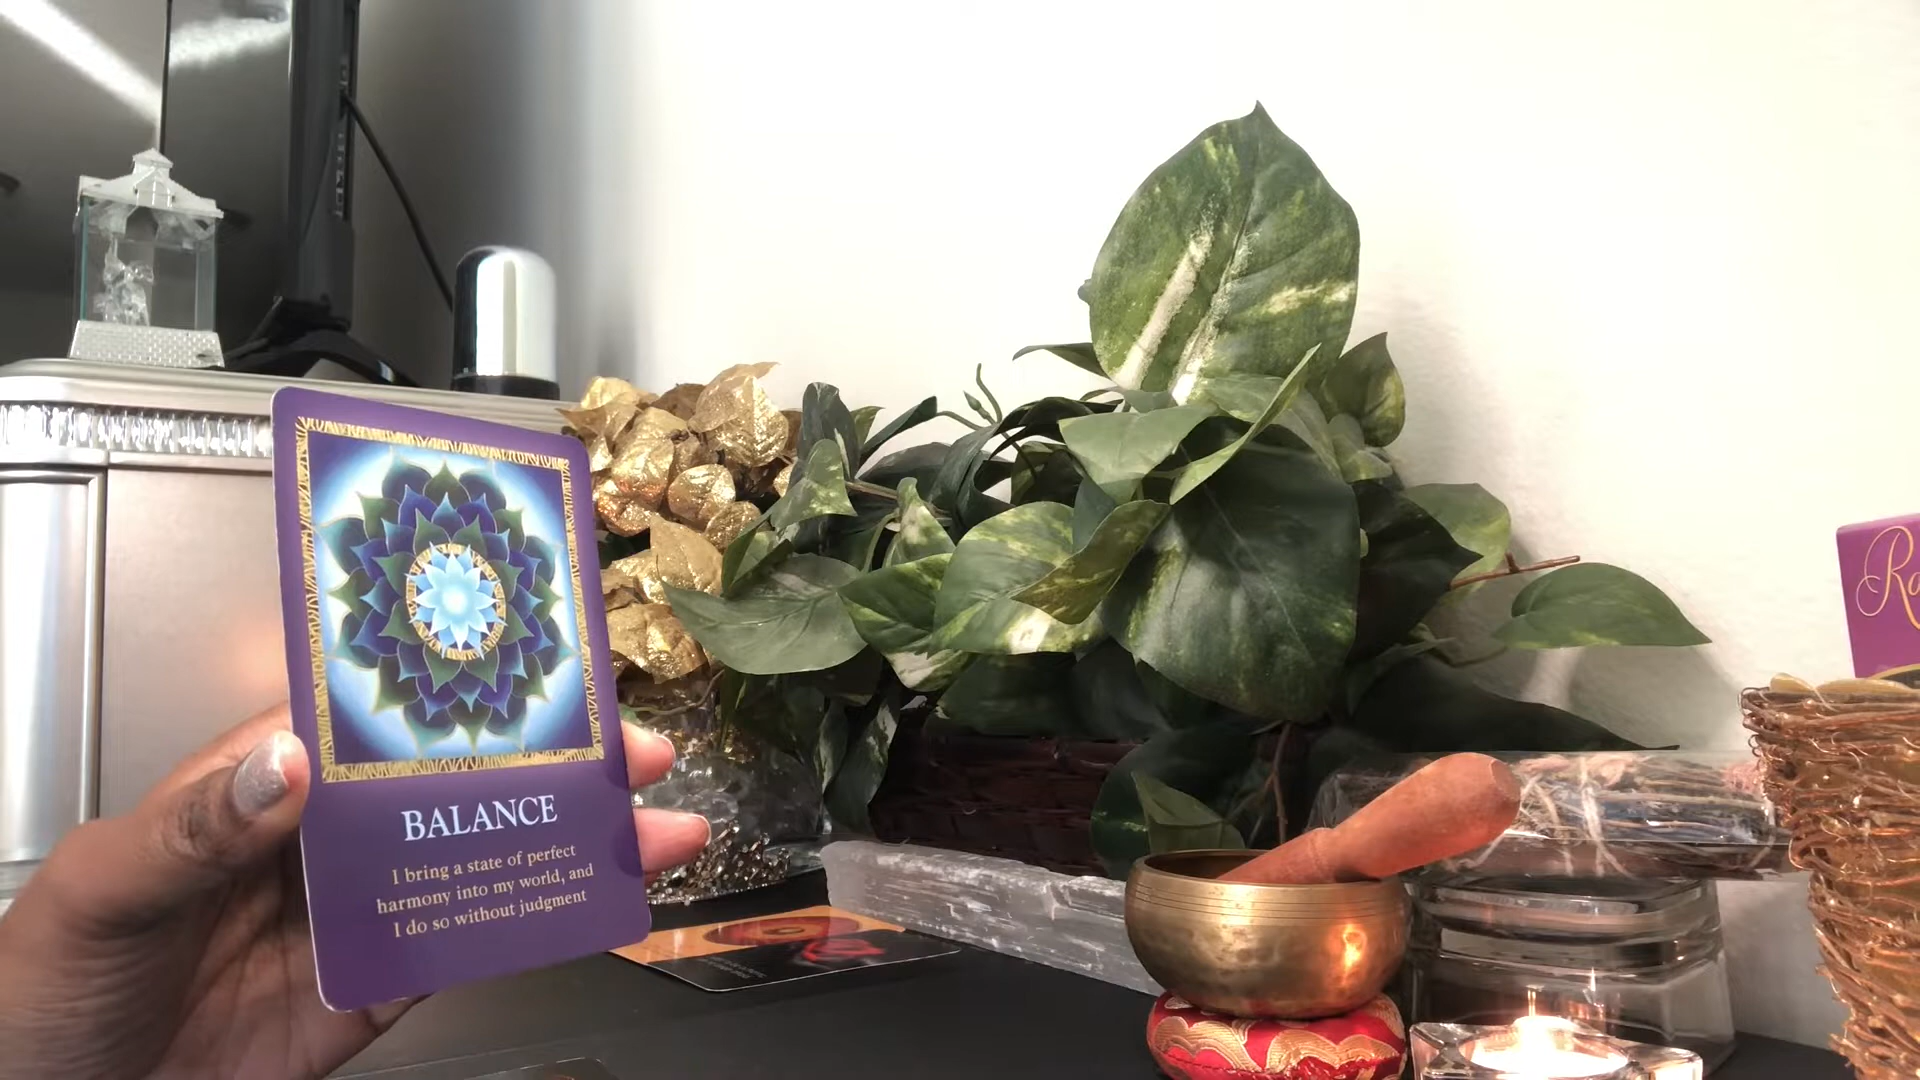 BALANCE
I bring a state of perfect
harmony into my world, and
I do so without judgment